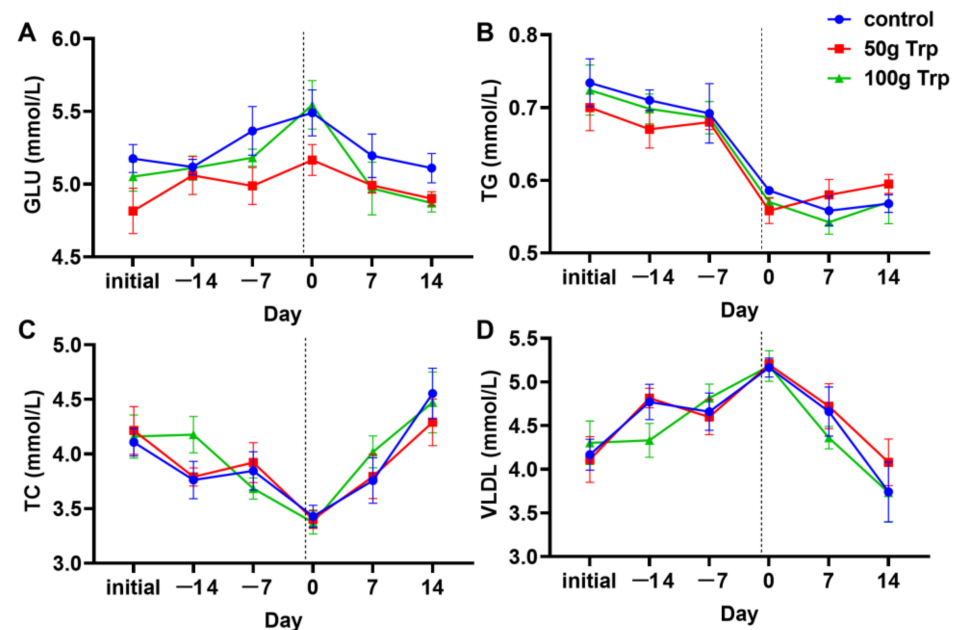 A
GLU (mmol/L)
6.0
5.5
5.0
4.5
initial −14 −7 0 7 14
Day
B
TG (mmol/L)
0.8
0.7
0.6
0.5
initial −14 −7 0 7 14
Day
control
50g Trp
100g Trp
C
TC (mmol/L)
5.0
4.5
4.0
3.5
3.0
initial −14 −7 0 7 14
Day
D
VLDL (mmol/L)
5.5
5.0
4.5
4.0
3.5
3.0
initial −14 −7 0 7 14
Day